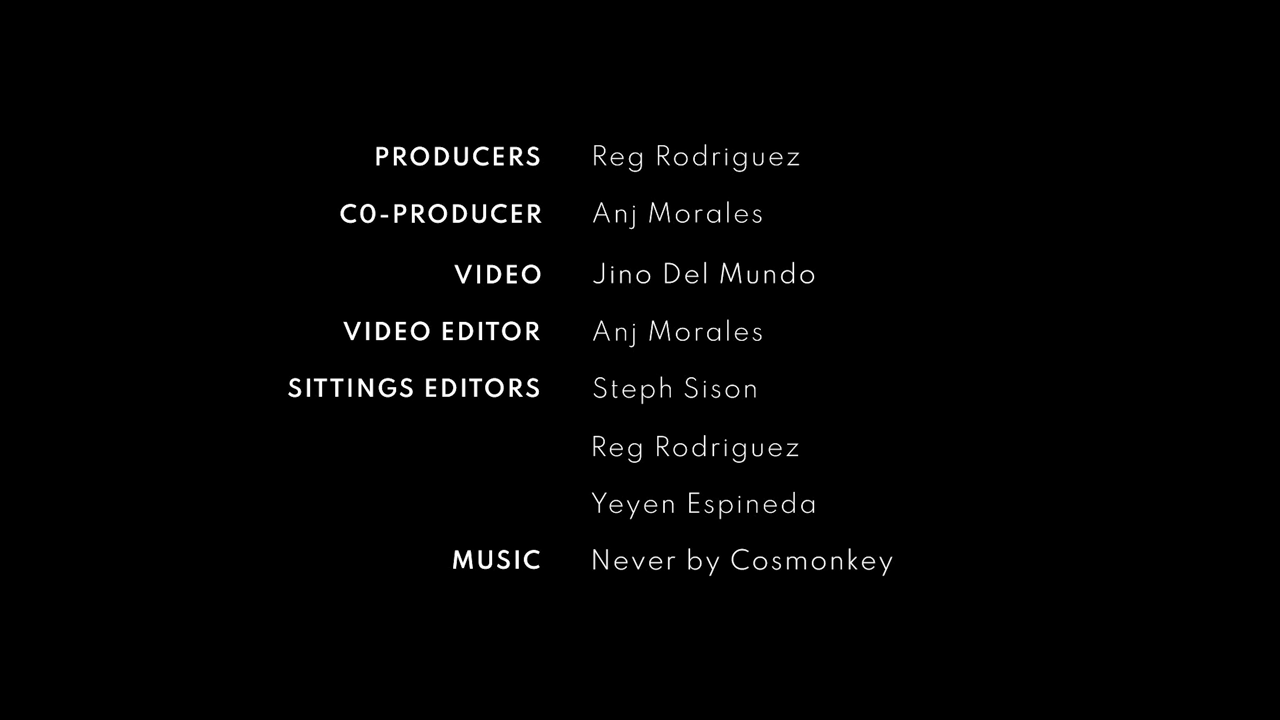 PRODUCERS Reg Rodriguez
C0-PRODUCER Anj Morales
VIDEO Jino Del Mundo
VIDEO EDITOR Anj Morales
SITTINGS EDITORS Steph Sison
Reg Rodriguez
Yeyen Espineda
MUSIC Never by Cosmonkey